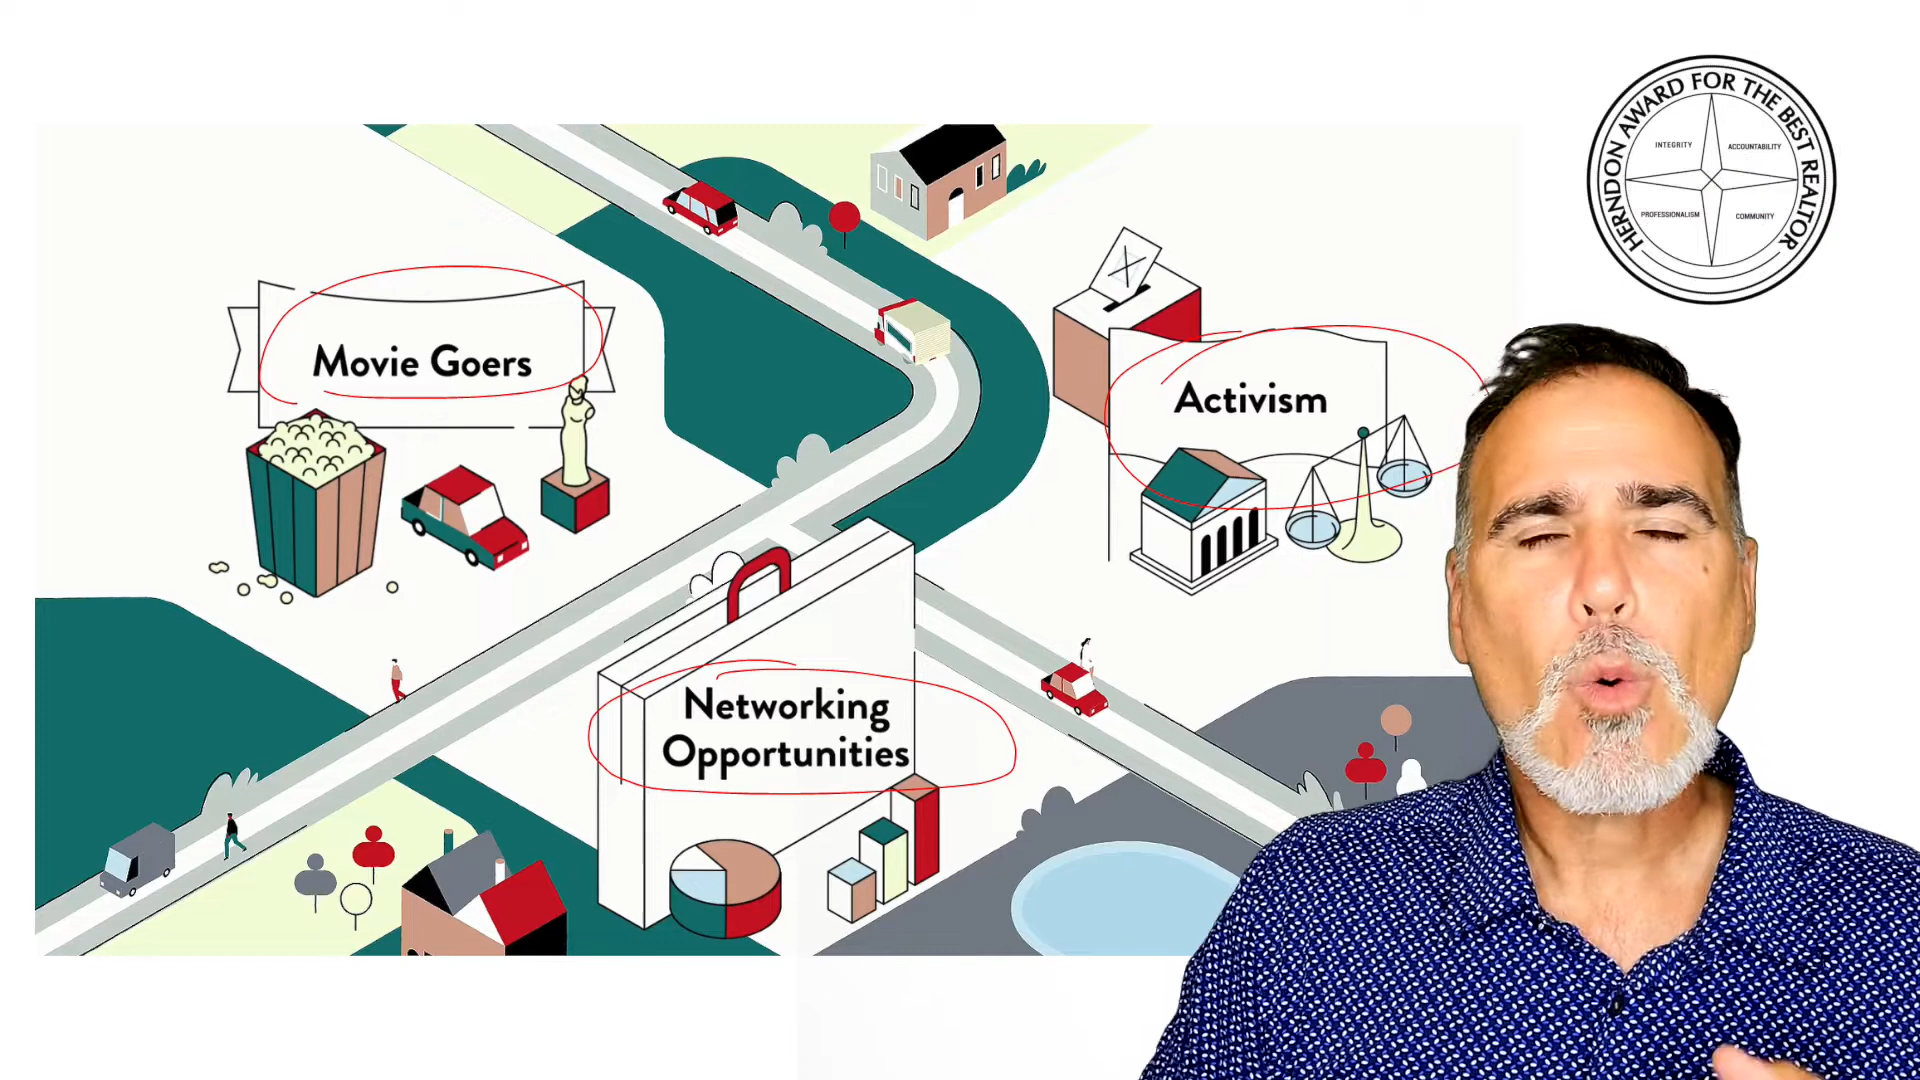 HERNDON AWARD FOR THE BEST REALTOR
INTEGRITY
ACCOUNTABILITY
PROFESSIONALISM
COMMUNITY
Movie Goers
Activism
Networking
Opportunities